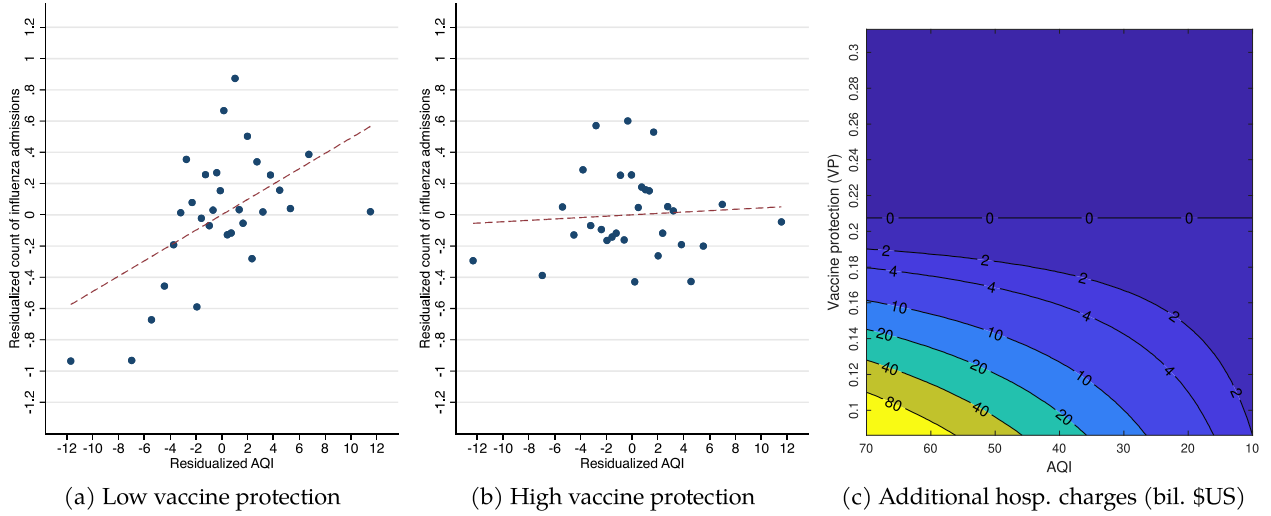 Residualized count of influenza admissions
1.2
1
.8
.6
.4
.2
0
-.2
-.4
-.6
-.8
-1
-1.2
-12 -10 -8 -6 -4 -2 0 2 4 6 8 10 12
Residualized AQI
(a) Low vaccine protection
Residualized count of influenza admissions
1.2
1
.8
.6
.4
.2
0
-.2
-.4
-.6
-.8
-1
-1.2
-12 -10 -8 -6 -4 -2 0 2 4 6 8 10 12
Residualized AQI
(b) High vaccine protection
Vaccine protection (VP)
0.3
0.28
0.26
0.24
0.22
0.2
0.18
0.16
0.14
0.12
0.1
0 0 0 0
2 2 2 2 2
4 4 4 4
10 10 10
20 20 20
40 40
80
70 60 50 40 30 20 10
AQI
(c) Additional hosp. charges (bil. $US)